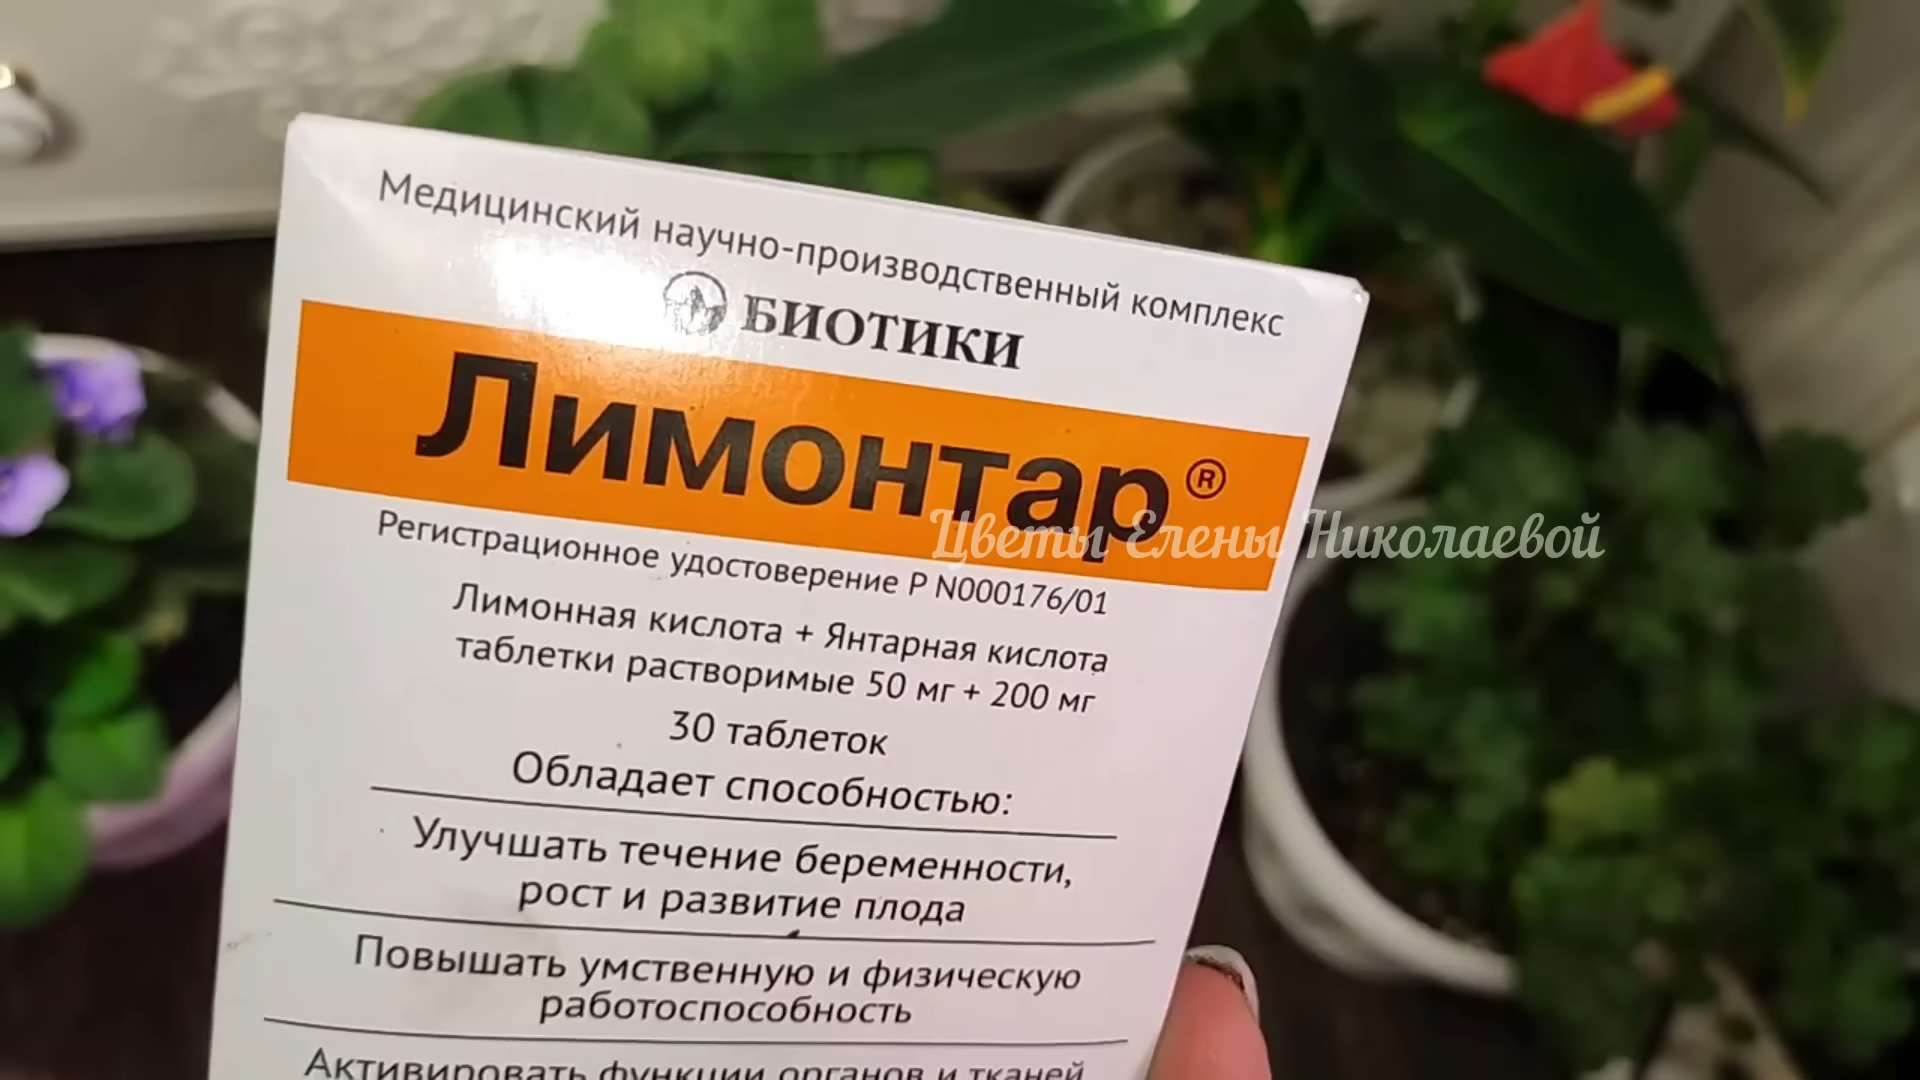 Медицинский научно-производственный комплекс
БИОТИКИ
Лимонтар®
Цветы Елены Николаевой
Регистрационное удостоверение Р N000176/01
Лимонная кислота + Янтарная кислота
таблетки растворимые 50 мг + 200 мг
30 таблеток
Обладает способностью:
Улучшать течение беременности,
рост и развитие плода
Повышать умственную и физическую
работоспособность
Активировать функции органов и тканей